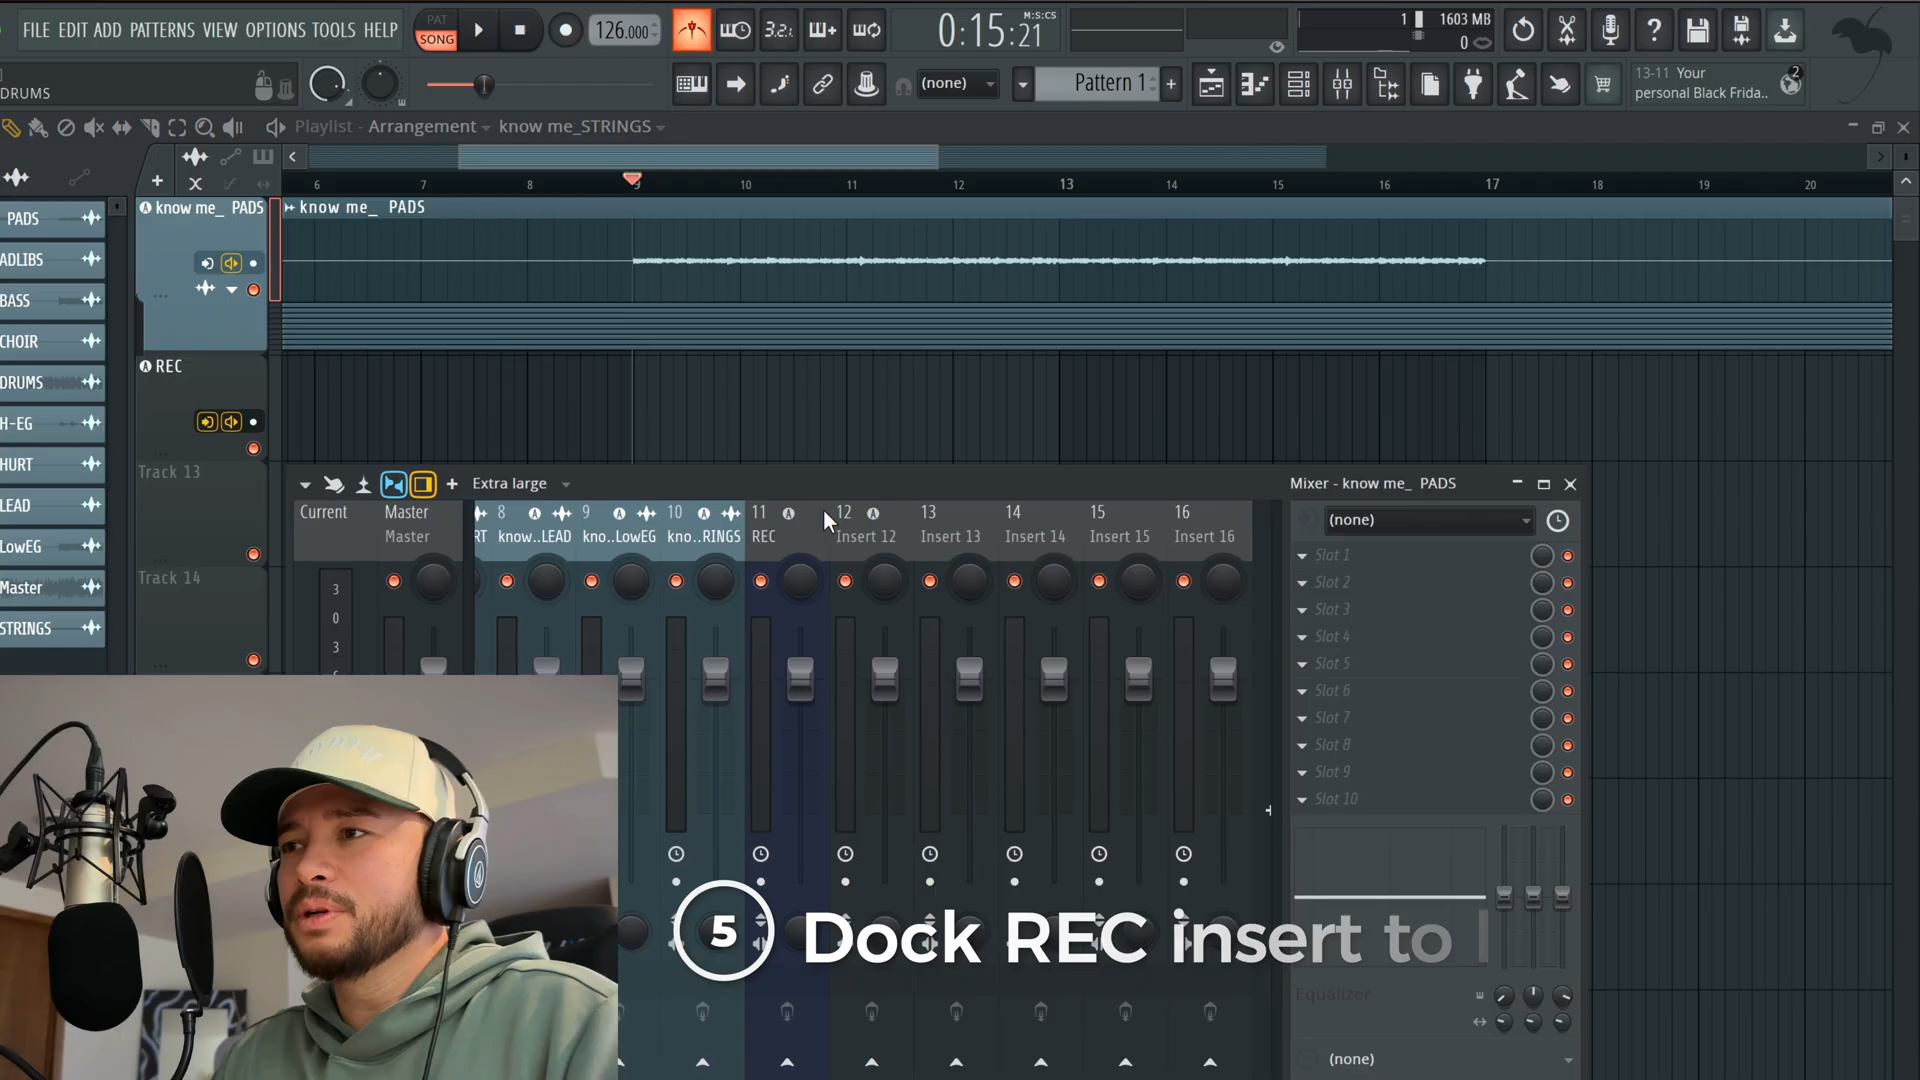 FILE EDIT ADD PATTERNS VIEW OPTIONS TOOLS HELP
PAT
SONG
126.000
3.2.
0:15:21
M:S:CS
1
1603 MB
0
DRUMS
(none)
Pattern 1
13-11 Your
personal Black Frida..
2
Playlist - Arrangement
know me_STRINGS
6 7 8 9 10 11 12 13 14 15 16 17 18 19 20
PADS
ADLIBS
BASS
CHOIR
DRUMS
H-EG
HURT
LEAD
LowEG
Master
STRINGS
know me_ PADS
know me_ PADS
REC
Track 13
Track 14
Extra large
Mixer - know me_ PADS
Current
Master
8
9
10
11
12
13
14
15
16
Master
RT
know..LEAD
kno..LowEG
kno..RINGS
REC
Insert 12
Insert 13
Insert 14
Insert 15
Insert 16
3
0
3
(none)
Slot 1
Slot 2
Slot 3
Slot 4
Slot 5
Slot 6
Slot 7
Slot 8
Slot 9
Slot 10
Equalizer
(none)
5 Dock REC insert to